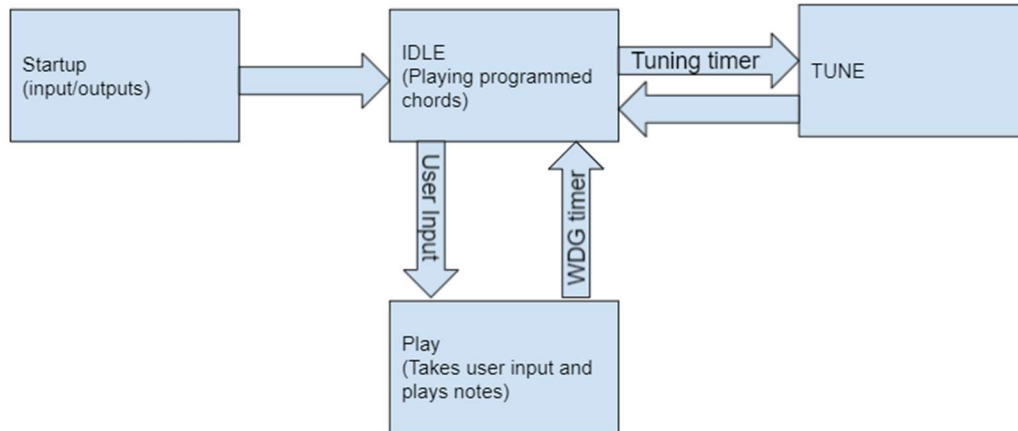 Startup
(input/outputs)
IDLE
(Playing programmed
chords)
Tuning timer
TUNE
User Input
WDG timer
Play
(Takes user input and
plays notes)